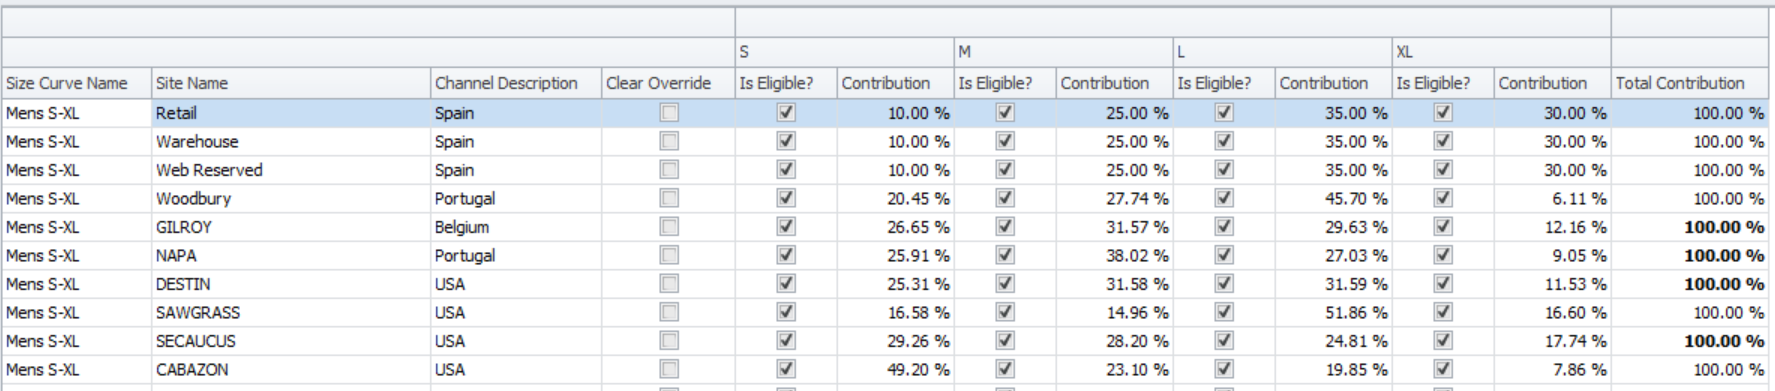 S M L XL
Size Curve Name Site Name Channel Description Clear Override Is Eligible? Contribution Is Eligible? Contribution Is Eligible? Contribution Is Eligible? Contribution Total Contribution
Mens S-XL Retail Spain 10.00 % 25.00 % 35.00 % 30.00 % 100.00 %
Mens S-XL Warehouse Spain 10.00 % 25.00 % 35.00 % 30.00 % 100.00 %
Mens S-XL Web Reserved Spain 10.00 % 25.00 % 35.00 % 30.00 % 100.00 %
Mens S-XL Woodbury Portugal 20.45 % 27.74 % 45.70 % 6.11 % 100.00 %
Mens S-XL GILROY Belgium 26.65 % 31.57 % 29.63 % 12.16 % 100.00 %
Mens S-XL NAPA Portugal 25.91 % 38.02 % 27.03 % 9.05 % 100.00 %
Mens S-XL DESTIN USA 25.31 % 31.58 % 31.59 % 11.53 % 100.00 %
Mens S-XL SAWGRASS USA 16.58 % 14.96 % 51.86 % 16.60 % 100.00 %
Mens S-XL SECAUCUS USA 29.26 % 28.20 % 24.81 % 17.74 % 100.00 %
Mens S-XL CABAZON USA 49.20 % 23.10 % 19.85 % 7.86 % 100.00 %